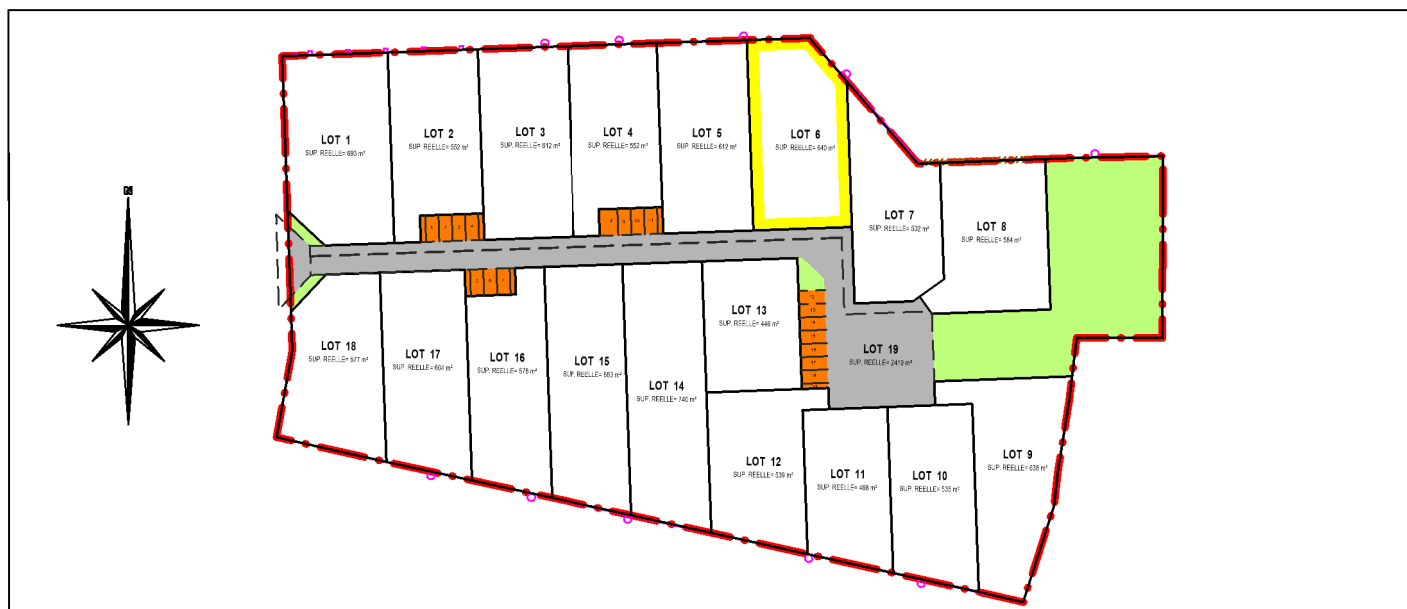 LOT 1
SUP. REELLE= 693 m²
LOT 2
SUP. REELLE= 552 m²
LOT 3
SUP. REELLE= 612 m²
LOT 4
SUP. REELLE= 552 m²
LOT 5
SUP. REELLE= 612 m²
LOT 6
SUP. REELLE= 640 m²
LOT 7
SUP. REELLE= 532 m²
LOT 8
SUP. REELLE= 584 m²
LOT 18
SUP. REELLE= 577 m²
LOT 17
SUP. REELLE= 604 m²
LOT 16
SUP. REELLE= 578 m²
LOT 15
SUP. REELLE= 683 m²
LOT 14
SUP. REELLE= 740 m²
LOT 13
SUP. REELLE= 446 m²
LOT 19
SUP. REELLE= 2419 m²
LOT 12
SUP. REELLE= 539 m²
LOT 11
SUP. REELLE= 468 m²
LOT 10
SUP. REELLE= 535 m²
LOT 9
SUP. REELLE= 638 m²